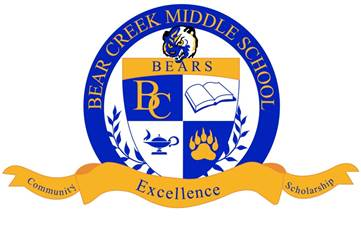 BEAR CREEK MIDDLE SCHOOL
BEARS
BC
Community
Excellence
Scholarship